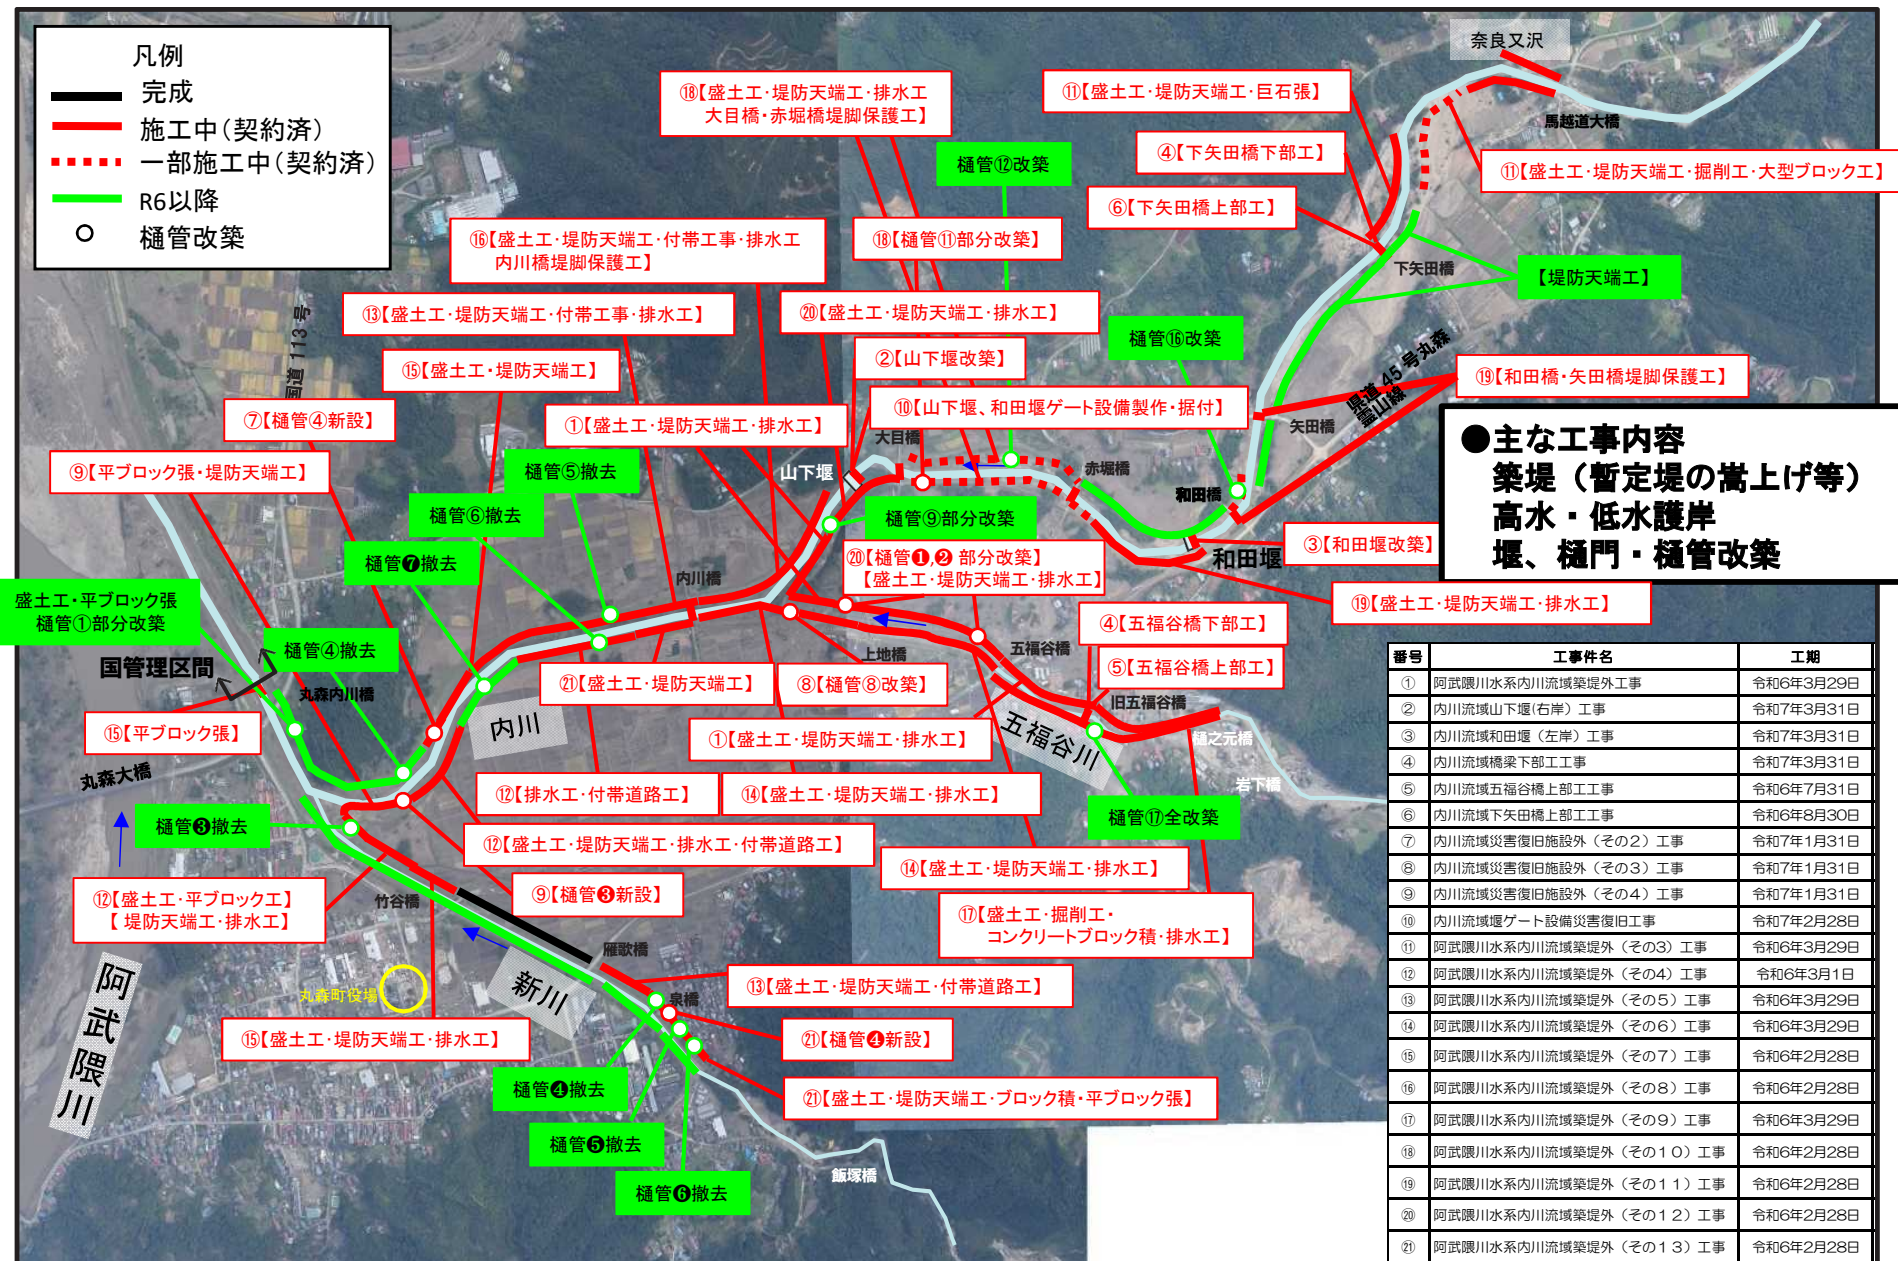 凡例
完成
施工中(契約済)
一部施工中(契約済)
R6以降
樋管改築
奈良又沢
馬越道大橋
⑱【盛土工・堤防天端工・排水工
大目橋・赤堀橋堤脚保護工】
⑪【盛土工・堤防天端工・巨石張】
④【下矢田橋下部工】
⑥【下矢田橋上部工】
樋管⑫改築
⑪【盛土工・堤防天端工・掘削工・大型ブロック工】
下矢田橋
【堤防天端工】
⑯【盛土工・堤防天端工・付帯工事・排水工
内川橋堤脚保護工】
⑱【樋管⑪部分改築】
⑬【盛土工・堤防天端工・付帯工事・排水工】
⑳【盛土工・堤防天端工・排水工】
国道113号
樋管⑯改築
②【山下堰改築】
⑮【盛土工・堤防天端工】
県道45号丸森
霊山線
⑲【和田橋・矢田橋堤脚保護工】
⑦【樋管④新設】
①【盛土工・堤防天端工・排水工】
⑩【山下堰、和田堰ゲート設備製作・据付】
大目橋
矢田橋
●主な工事内容
築堤(暫定堤の嵩上げ等)
高水・低水護岸
堰、樋門・樋管改築
⑨【平ブロック張・堤防天端工】
樋管⑤撤去
山下堰
赤堀橋
和田橋
樋管⑥撤去
樋管⑨部分改築
樋管❼撤去
⑳【樋管❶,❷ 部分改築】
【盛土工・堤防天端工・排水工】
③【和田堰改築】
和田堰
内川橋
盛土工・平ブロック張
樋管①部分改築
⑲【盛土工・堤防天端工・排水工】
④【五福谷橋下部工】
樋管④撤去
国管理区間
丸森内川橋
上地橋
五福谷橋
⑤【五福谷橋上部工】
㉑【盛土工・堤防天端工】
⑧【樋管⑧改築】
旧五福谷橋
内川
⑮【平ブロック張】
①【盛土工・堤防天端工・排水工】
五福谷川
樋之元橋
丸森大橋
岩下橋
⑫【排水工・付帯道路工】
⑭【盛土工・堤防天端工・排水工】
樋管⑰全改築
樋管❸撤去
⑫【盛土工・堤防天端工・排水工・付帯道路工】
⑭【盛土工・堤防天端工・排水工】
⑫【盛土工・平ブロック工】
【 堤防天端工・排水工】
竹谷橋
⑨【樋管❸新設】
⑰【盛土工・掘削工・
コンクリートブロック積・排水工】
雁歌橋
阿武隈川
新川
丸森町役場
⑬【盛土工・堤防天端工・付帯道路工】
泉橋
⑮【盛土工・堤防天端工・排水工】
㉑【樋管❹新設】
樋管❹撤去
㉑【盛土工・堤防天端工・ブロック積・平ブロック張】
樋管❺撤去
飯塚橋
樋管❻撤去
番号 工事件名 工期
① 阿武隈川水系内川流域築堤外工事 令和6年3月29日
② 内川流域山下堰(右岸)工事 令和7年3月31日
③ 内川流域和田堰(左岸)工事 令和7年3月31日
④ 内川流域橋梁下部工工事 令和7年3月31日
⑤ 内川流域五福谷橋上部工工事 令和6年7月31日
⑥ 内川流域下矢田橋上部工工事 令和6年8月30日
⑦ 内川流域災害復旧施設外(その2)工事 令和7年1月31日
⑧ 内川流域災害復旧施設外(その3)工事 令和7年1月31日
⑨ 内川流域災害復旧施設外(その4)工事 令和7年1月31日
⑩ 内川流域堰ゲート設備災害復旧工事 令和7年2月28日
⑪ 阿武隈川水系内川流域築堤外(その3)工事 令和6年3月29日
⑫ 阿武隈川水系内川流域築堤外(その4)工事 令和6年3月1日
⑬ 阿武隈川水系内川流域築堤外(その5)工事 令和6年3月29日
⑭ 阿武隈川水系内川流域築堤外(その6)工事 令和6年3月29日
⑮ 阿武隈川水系内川流域築堤外(その7)工事 令和6年2月28日
⑯ 阿武隈川水系内川流域築堤外(その8)工事 令和6年2月28日
⑰ 阿武隈川水系内川流域築堤外(その9)工事 令和6年3月29日
⑱ 阿武隈川水系内川流域築堤外(その10)工事 令和6年2月28日
⑲ 阿武隈川水系内川流域築堤外(その11)工事 令和6年2月28日
⑳ 阿武隈川水系内川流域築堤外(その12)工事 令和6年2月28日
㉑ 阿武隈川水系内川流域築堤外(その13)工事 令和6年2月28日